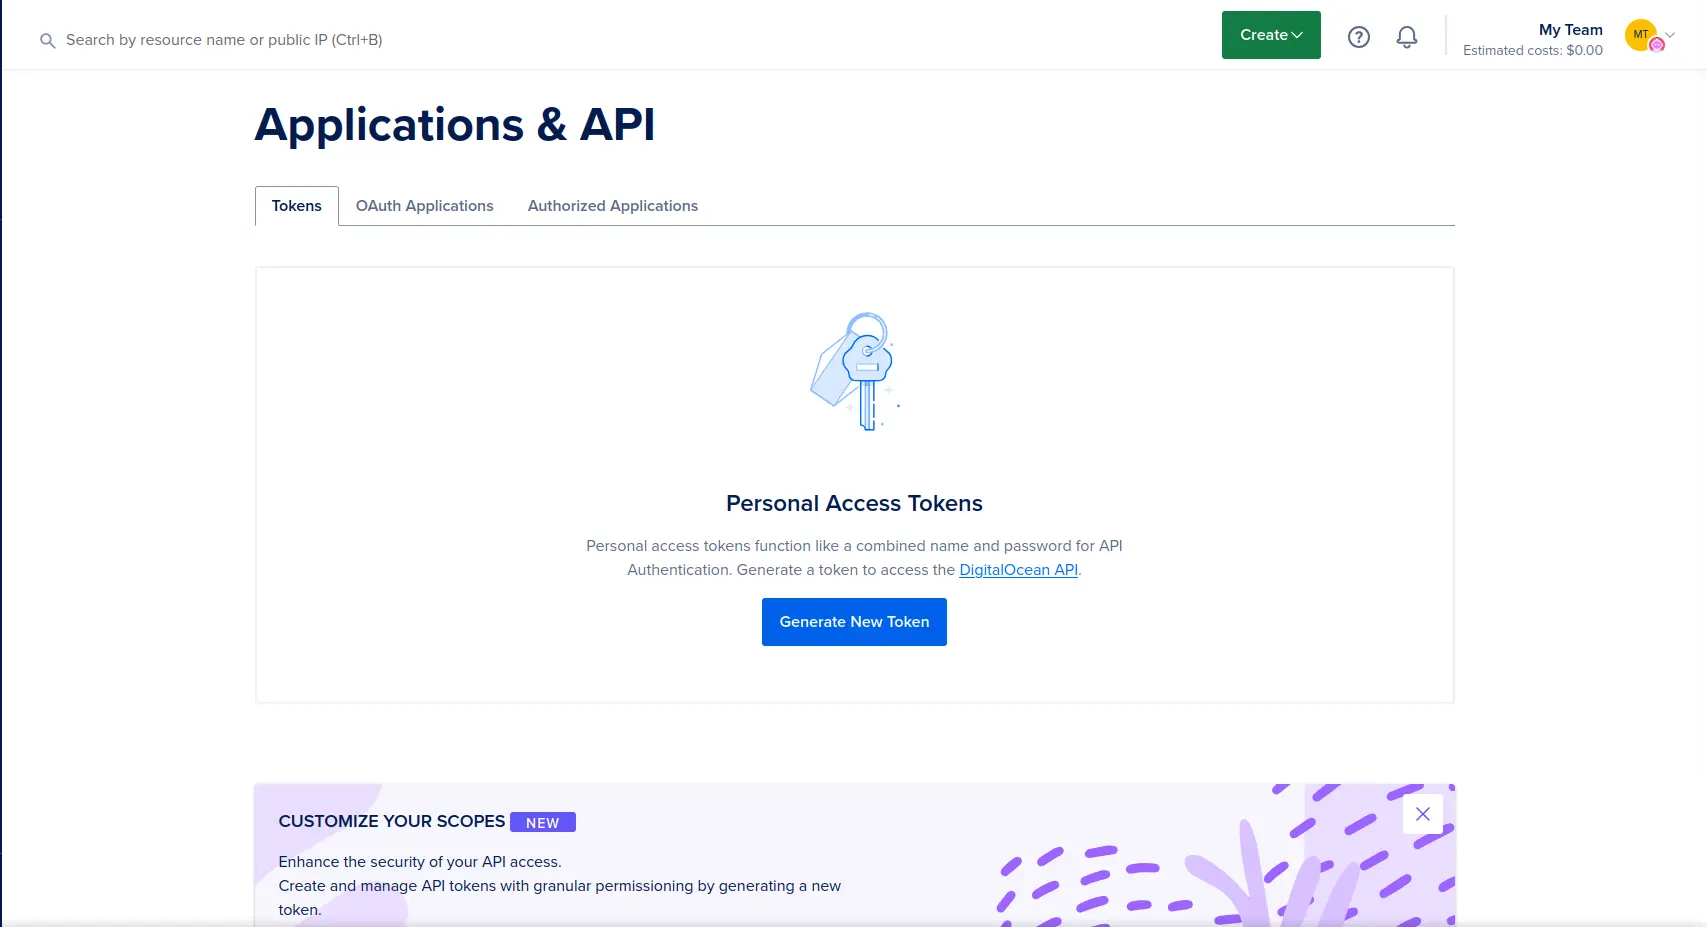 Search by resource name or public IP (Ctrl+B)
Create
My Team
Estimated costs: $0.00
MT
Applications & API
Tokens
OAuth Applications
Authorized Applications
Personal Access Tokens
Personal access tokens function like a combined name and password for API
Authentication. Generate a token to access the DigitalOcean API.
Generate New Token
CUSTOMIZE YOUR SCOPES NEW
Enhance the security of your API access.
Create and manage API tokens with granular permissioning by generating a new
token.